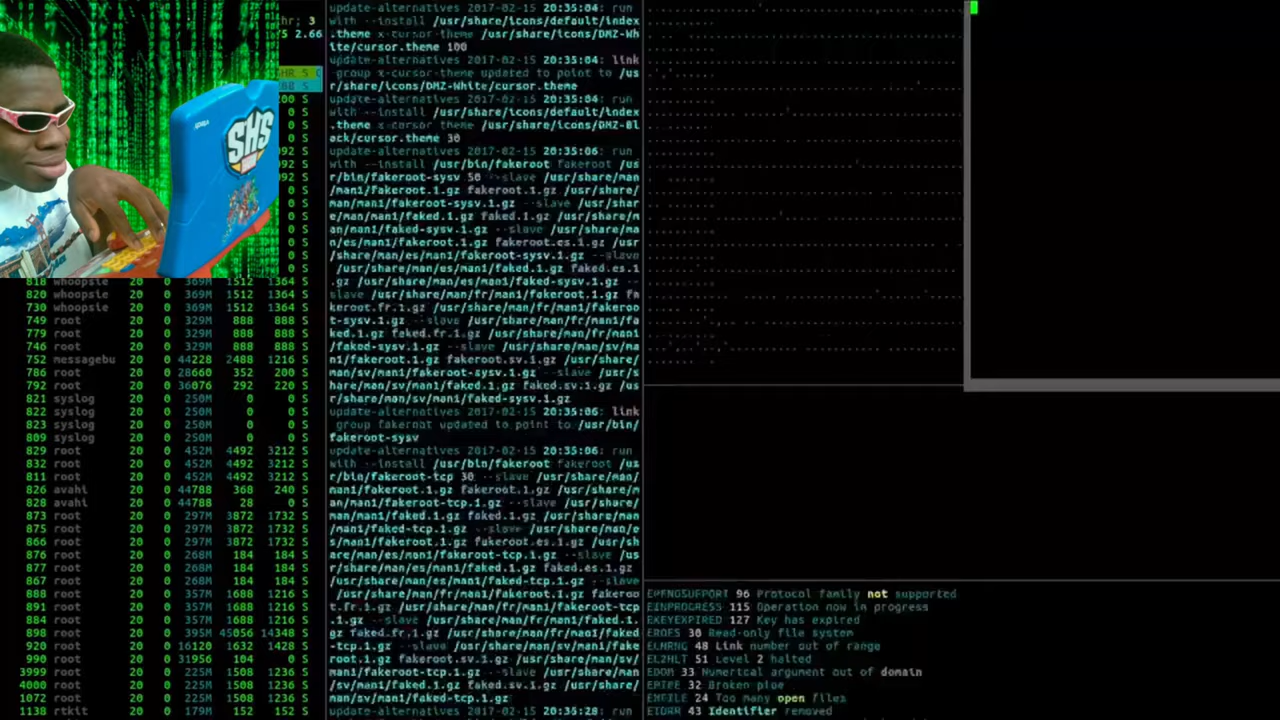 hr; 3
5 2.66
SHS
818 whoopsie 20 0 369M 1512 1364 S
820 whoopsie 20 0 369M 1512 1364 S
730 whoopsie 20 0 369M 1512 1364 S
749 root 20 0 329M 888 888 S
779 root 20 0 329M 888 888 S
746 root 20 0 329M 888 888 S
752 messagebu 20 0 44228 2488 1216 S
786 root 20 0 28660 352 200 S
792 root 20 0 36076 292 220 S
821 syslog 20 0 250M 0 0 S
822 syslog 20 0 250M 0 0 S
823 syslog 20 0 250M 0 0 S
809 syslog 20 0 250M 0 0 S
829 root 20 0 452M 4492 3212 S
832 root 20 0 452M 4492 3212 S
811 root 20 0 452M 4492 3212 S
826 avahi 20 0 44788 368 240 S
828 avahi 20 0 44788 28 0 S
873 root 20 0 297M 3872 1732 S
875 root 20 0 297M 3872 1732 S
866 root 20 0 297M 3872 1732 S
876 root 20 0 268M 184 184 S
877 root 20 0 268M 184 184 S
867 root 20 0 268M 184 184 S
888 root 20 0 357M 1688 1216 S
891 root 20 0 357M 1688 1216 S
884 root 20 0 357M 1688 1216 S
898 root 20 0 395M 45056 14348 S
920 root 20 0 16120 1632 1428 S
990 root 20 0 31956 104 0 S
3999 root 20 0 225M 1508 1236 S
4000 root 20 0 225M 1508 1236 S
1072 root 20 0 225M 1508 1236 S
1138 rtkit 20 0 179M 152 152 S
update-alternatives 2017-02-15 20:35:04: run
with --install /usr/share/icons/default/index
.theme x-cursor-theme /usr/share/icons/DMZ-Wh
ite/cursor.theme 100
update-alternatives 2017-02-15 20:35:04: link
group x-cursor-theme updated to point to /us
r/share/icons/DMZ-White/cursor.theme
update-alternatives 2017-02-15 20:35:04: run
with --install /usr/share/icons/default/index
.theme x-cursor-theme /usr/share/icons/DMZ-Bl
ack/cursor.theme 30
update-alternatives 2017-02-15 20:35:06: run
with --install /usr/bin/fakeroot fakeroot /us
r/bin/fakeroot-sysv 50 --slave /usr/share/man
/man1/fakeroot.1.gz fakeroot.1.gz /usr/share/
man/man1/fakeroot-sysv.1.gz --slave /usr/shar
e/man/man1/faked.1.gz faked.1.gz /usr/share/m
an/man1/faked-sysv.1.gz --slave /usr/share/ma
n/es/man1/fakeroot.1.gz fakeroot.es.1.gz /usr
/share/man/es/man1/fakeroot-sysv.1.gz --slave
/usr/share/man/es/man1/faked.1.gz faked.es.1
.gz /usr/share/man/es/man1/faked-sysv.1.gz --
slave /usr/share/man/fr/man1/fakeroot.1.gz fa
keroot.fr.1.gz /usr/share/man/fr/man1/fakeroo
t-sysv.1.gz --slave /usr/share/man/fr/man1/fa
ked.1.gz faked.fr.1.gz /usr/share/man/fr/man1
/faked-sysv.1.gz --slave /usr/share/man/sv/ma
n1/fakeroot.1.gz fakeroot.sv.1.gz /usr/share/
man/sv/man1/fakeroot-sysv.1.gz --slave /usr/s
hare/man/sv/man1/faked.1.gz faked.sv.1.gz /us
r/share/man/sv/man1/faked-sysv.1.gz
update-alternatives 2017-02-15 20:35:06: link
group fakeroot updated to point to /usr/bin/
fakeroot-sysv
update-alternatives 2017-02-15 20:35:06: run
with --install /usr/bin/fakeroot fakeroot /us
r/bin/fakeroot-tcp 30 --slave /usr/share/man/
man1/fakeroot.1.gz fakeroot.1.gz /usr/share/m
an/man1/fakeroot-tcp.1.gz --slave /usr/share/
man/man1/faked.1.gz faked.1.gz /usr/share/man
/man1/faked-tcp.1.gz --slave /usr/share/man/e
s/man1/fakeroot.1.gz fakeroot.es.1.gz /usr/sh
are/man/es/man1/fakeroot-tcp.1.gz --slave /us
r/share/man/es/man1/faked.1.gz faked.es.1.gz
/usr/share/man/es/man1/faked-tcp.1.gz --slave
/usr/share/man/fr/man1/fakeroot.1.gz fakeroo
t.fr.1.gz /usr/share/man/fr/man1/fakeroot-tcp
.1.gz --slave /usr/share/man/fr/man1/faked.1.
gz faked.fr.1.gz /usr/share/man/fr/man1/faked
-tcp.1.gz --slave /usr/share/man/sv/man1/fake
root.1.gz fakeroot.sv.1.gz /usr/share/man/sv/
man1/fakeroot-tcp.1.gz --slave /usr/share/man
/sv/man1/faked.1.gz faked.sv.1.gz /usr/share/
man/sv/man1/faked-tcp.1.gz
update-alternatives 2017-02-15 20:36:28: run
EPFNOSUPPORT 96 Protocol family not supported
EINPROGRESS 115 Operation now in progress
EKEYEXPIRED 127 Key has expired
EROFS 30 Read-only file system
ELNRNG 48 Link number out of range
EL2HLT 51 Level 2 halted
EDOM 33 Numerical argument out of domain
EPIPE 32 Broken pipe
EMFILE 24 Too many open files
EIDRM 43 Identifier removed